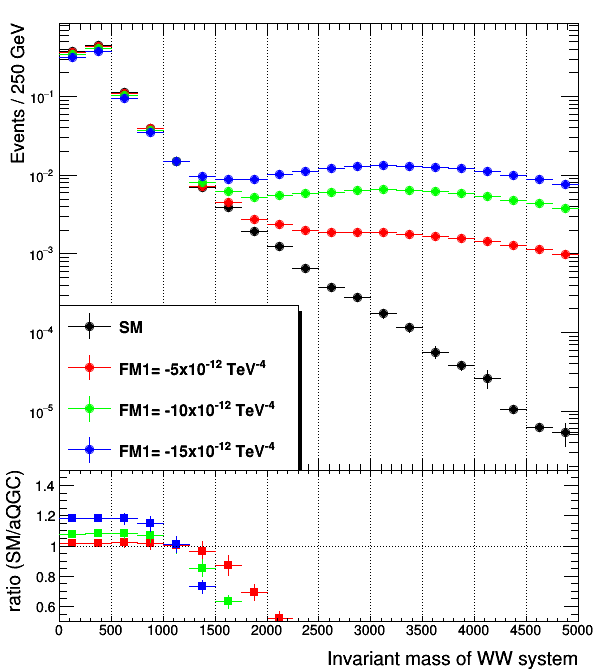 Events / 250 GeV
10⁻¹
10⁻²
10⁻³
10⁻⁴
10⁻⁵
SM
FM1= -5x10⁻¹² TeV⁻⁴
FM1= -10x10⁻¹² TeV⁻⁴
FM1= -15x10⁻¹² TeV⁻⁴
ratio (SM/aQGC)
1.4
1.2
1
0.8
0.6
0 500 1000 1500 2000 2500 3000 3500 4000 4500 5000
Invariant mass of WW system